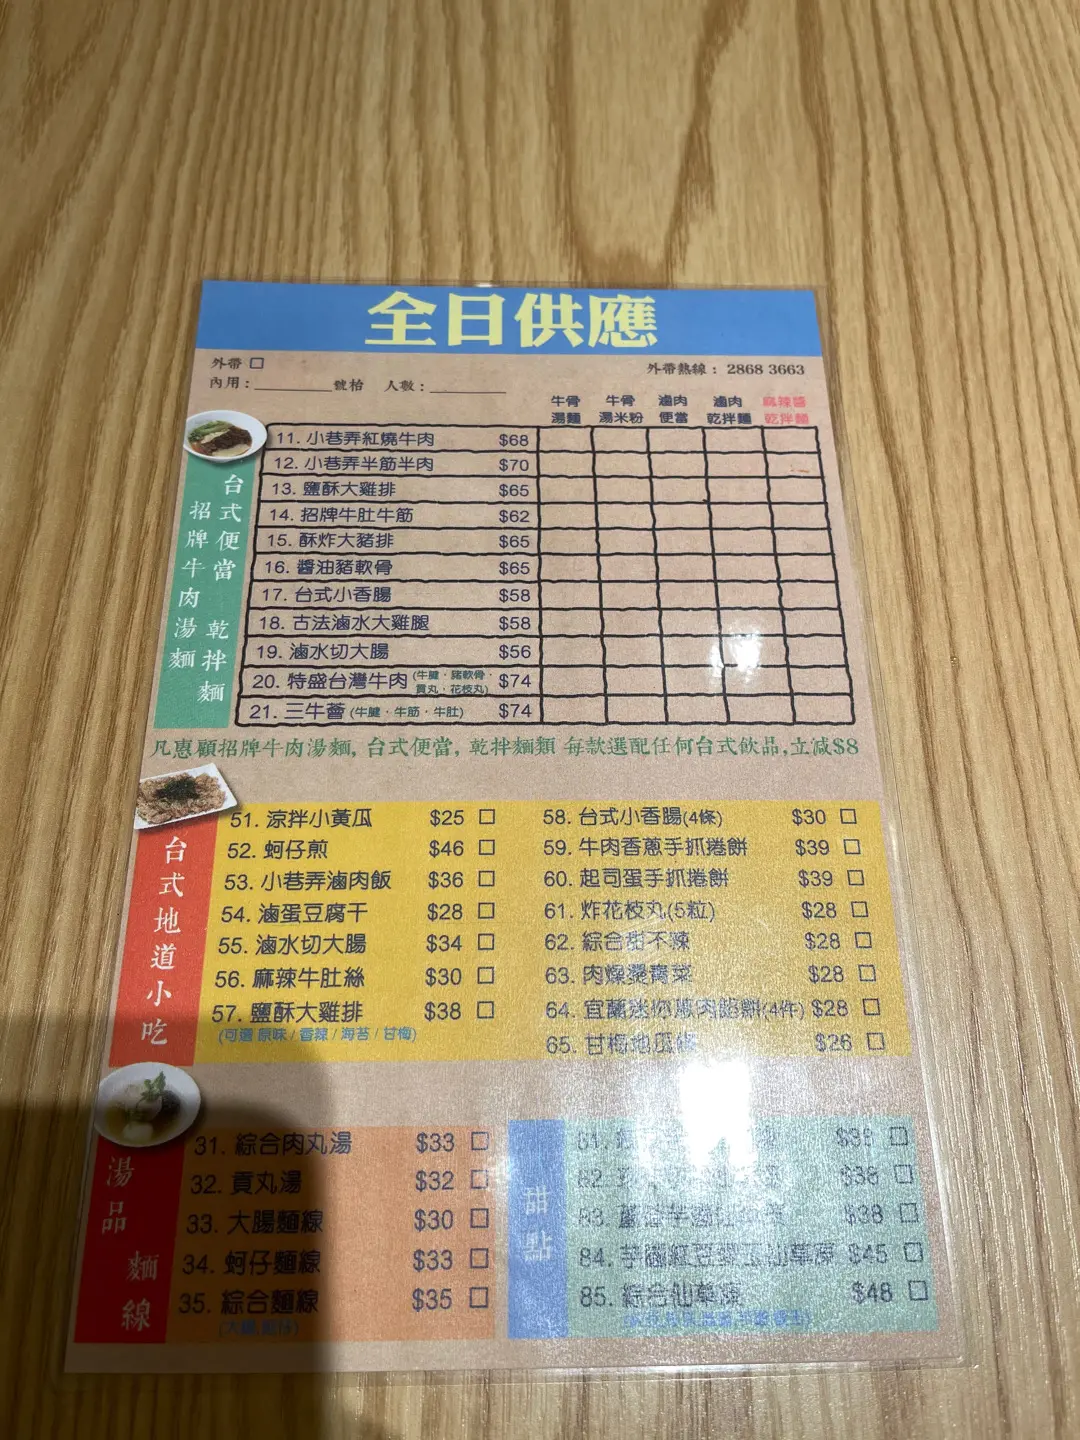 全日供應
外帶 □
外帶熱線： 2868 3663
內用：________號枱 人數：________
牛骨湯麵 牛骨湯米粉 滷肉便當 滷肉乾拌麵 麻辣醬乾拌麵
台式便當 乾拌麵
招牌牛肉湯麵
11. 小巷弄紅燒牛肉 $68
12. 小巷弄半筋半肉 $70
13. 鹽酥大雞排 $65
14. 招牌牛肚牛筋 $62
15. 酥炸大豬排 $65
16. 醬油豬軟骨 $65
17. 台式小香腸 $58
18. 古法滷水大雞腿 $58
19. 滷水切大腸 $56
20. 特盛台灣牛肉 (牛腱．豬軟骨．貢丸．花枝丸) $74
21. 三牛薈 (牛腱．牛筋．牛肚) $74
凡惠顧招牌牛肉湯麵, 台式便當, 乾拌麵類 每款選配任何台式飲品,立減$8
台式地道小吃
51. 涼拌小黃瓜 $25 □
52. 蚵仔煎 $46 □
53. 小巷弄滷肉飯 $36 □
54. 滷蛋豆腐干 $28 □
55. 滷水切大腸 $34 □
56. 麻辣牛肚絲 $30 □
57. 鹽酥大雞排 $38 □
(可選 原味 / 香辣 / 海苔 / 甘梅)
58. 台式小香腸(4條) $30 □
59. 牛肉香蔥手抓捲餅 $39 □
60. 起司蛋手抓捲餅 $39 □
61. 炸花枝丸(5粒) $28 □
62. 綜合甜不辣 $28 □
63. 肉燥燙青菜 $28 □
64. 宜蘭迷你蔥肉餡餅(4件) $28 □
65. 甘梅地瓜條 $26 □
湯品 麵線
31. 綜合肉丸湯 $33 □
32. 貢丸湯 $32 □
33. 大腸麵線 $30 □
34. 蚵仔麵線 $33 □
35. 綜合麵線 $35 □
(大腸,蚵仔)
甜點
□
82. $38 □
83. $38 □
84. 仙草凍 $45 □
85. 綜合仙草凍 $48 □